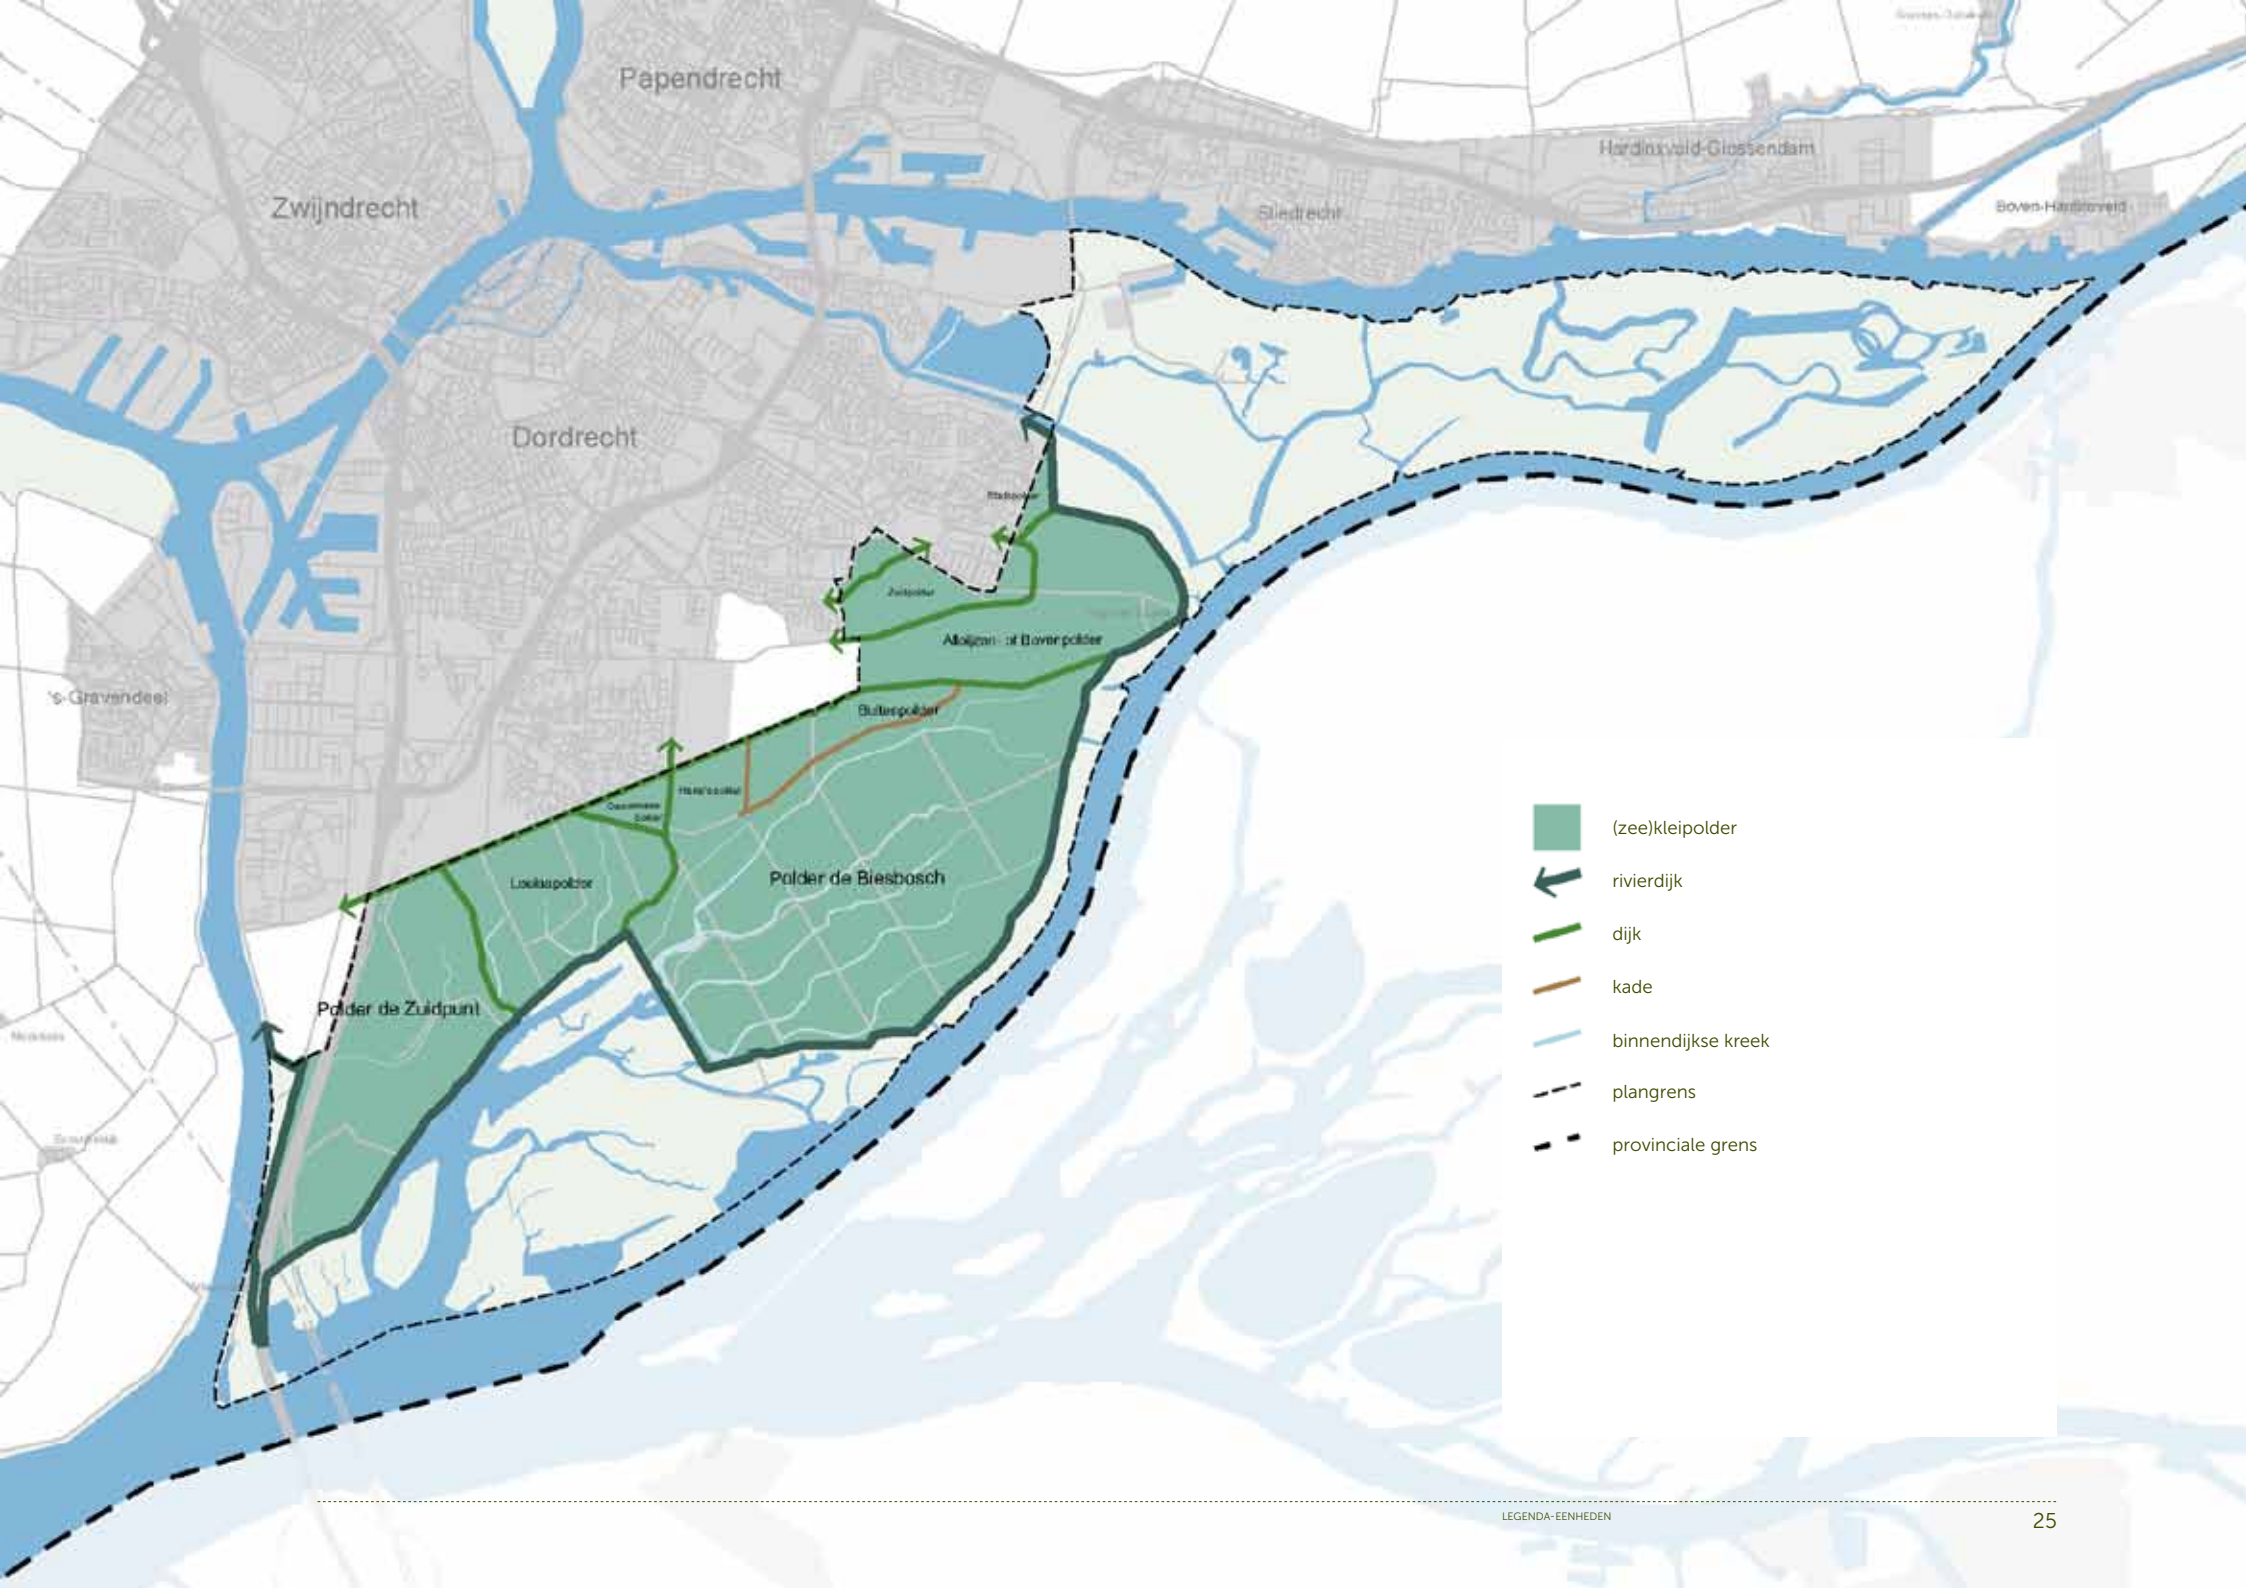 Papendrecht
Hardinxveld-Giessendam
Zwijndrecht
Sliedrecht
Boven-Hardinxveld
Dordrecht
Zuidpolder
Alloijzen- of Bovenpolder
's-Gravendeel
Buitenpolder
Louisapolder
Polder de Biesbosch
Polder de Zuidpunt
(zee)kleipolder
rivierdijk
dijk
kade
binnendijkse kreek
plangrens
provinciale grens
LEGENDA-EENHEDEN
25